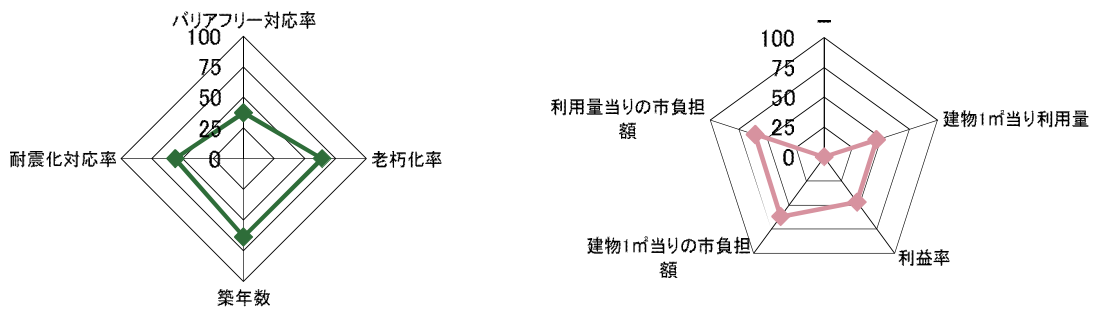 バリアフリー対応率
100
75
50
25
0
耐震化対応率
老朽化率
築年数
–
100
75
50
25
0
利用量当りの市負担
額
建物1㎡当り利用量
建物1㎡当りの市負担
額
利益率